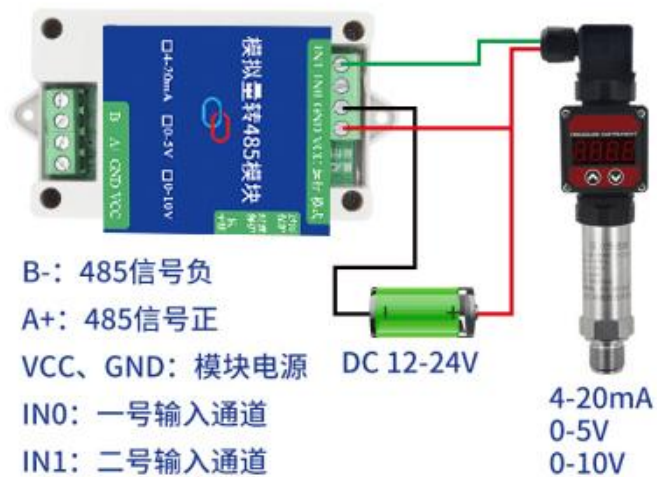 模拟量转485模块
IN1 IN0 GND VCC
□4-20mA □0-5V □0-10V
B- A+ GND VCC
B-：485信号负
A+：485信号正
VCC、GND：模块电源
IN0：一号输入通道
IN1：二号输入通道
- +
DC 12-24V
4-20mA
0-5V
0-10V